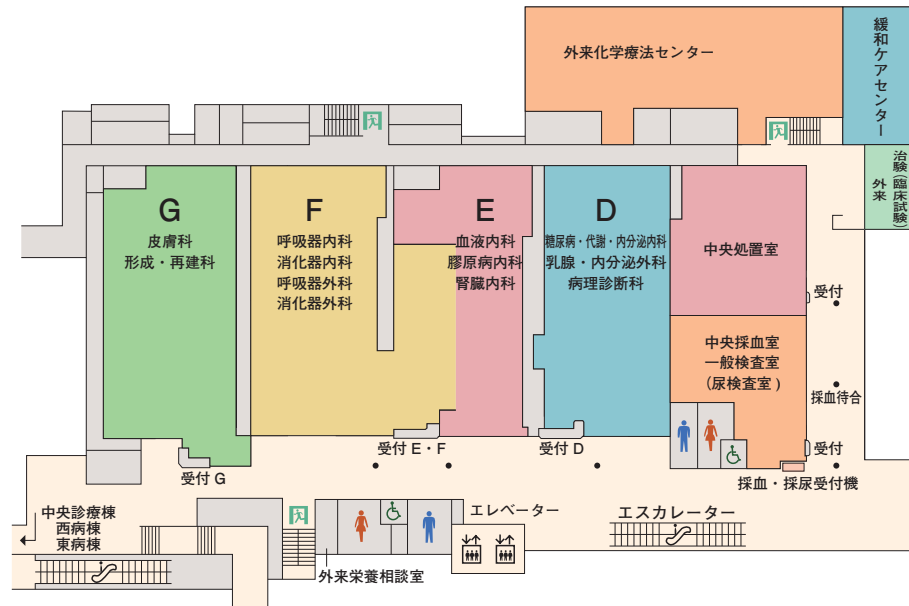 外来化学療法センター
緩和ケアセンター
治験(臨床試験)
外来
G
皮膚科
形成・再建科
F
呼吸器内科
消化器内科
呼吸器外科
消化器外科
E
血液内科
膠原病内科
腎臓内科
D
糖尿病・代謝・内分泌内科
乳腺・内分泌外科
病理診断科
中央処置室
受付
中央採血室
一般検査室
(尿検査室)
採血待合
受付
採血・採尿受付機
受付 G
受付 E・F
受付 D
中央診療棟
西病棟
東病棟
外来栄養相談室
エレベーター
エスカレーター